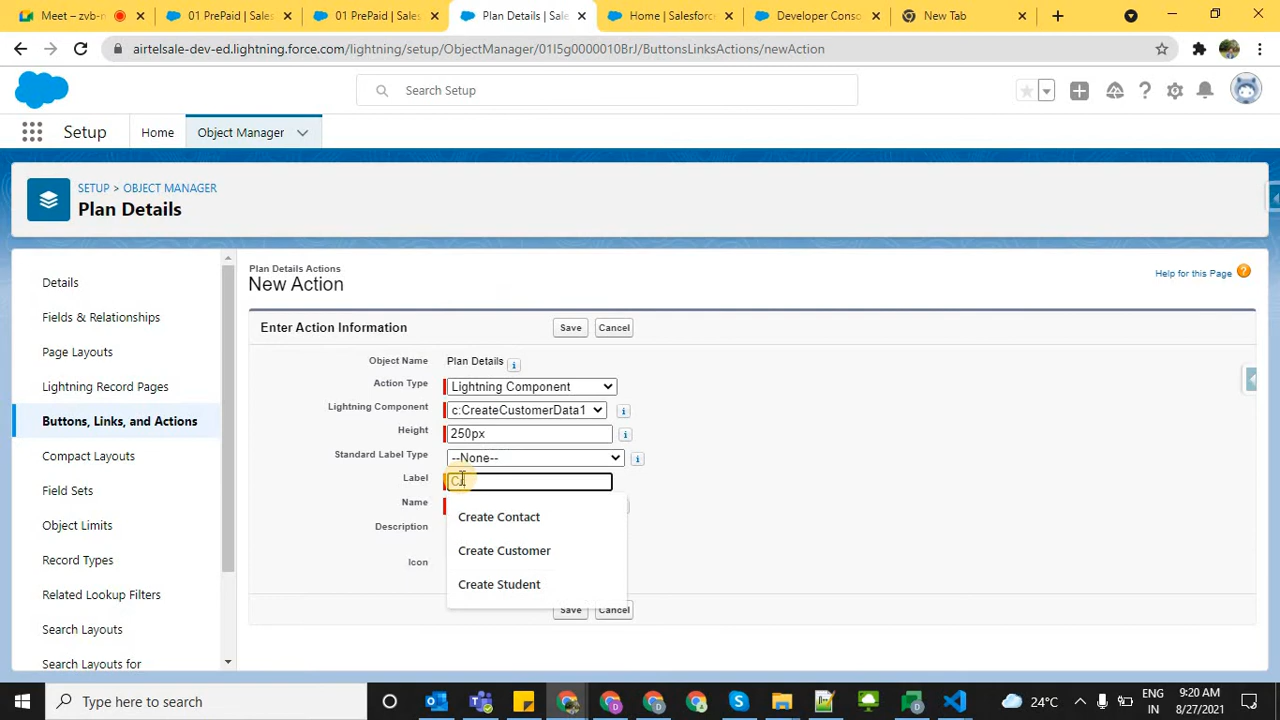 Meet – zvb-n
01 PrePaid | Sales
01 PrePaid | Sales
Plan Details | Sal
Home | Salesforc
Developer Conso
New Tab
airtelsale-dev-ed.lightning.force.com/lightning/setup/ObjectManager/01I5g0000010BrJ/ButtonsLinksActions/newAction
Search Setup
Setup
Home
Object Manager
SETUP > OBJECT MANAGER
Plan Details
Details
Fields & Relationships
Page Layouts
Lightning Record Pages
Buttons, Links, and Actions
Compact Layouts
Field Sets
Object Limits
Record Types
Related Lookup Filters
Search Layouts
Search Layouts for
Plan Details Actions
New Action
Help for this Page
Enter Action Information
Save
Cancel
Object Name
Plan Details
Action Type
Lightning Component
Lightning Component
c:CreateCustomerData1
Height
250px
Standard Label Type
--None--
Label
Name
Description
Icon
Create Contact
Create Customer
Create Student
Save
Cancel
Type here to search
24°C
ENG
IN
9:20 AM
8/27/2021